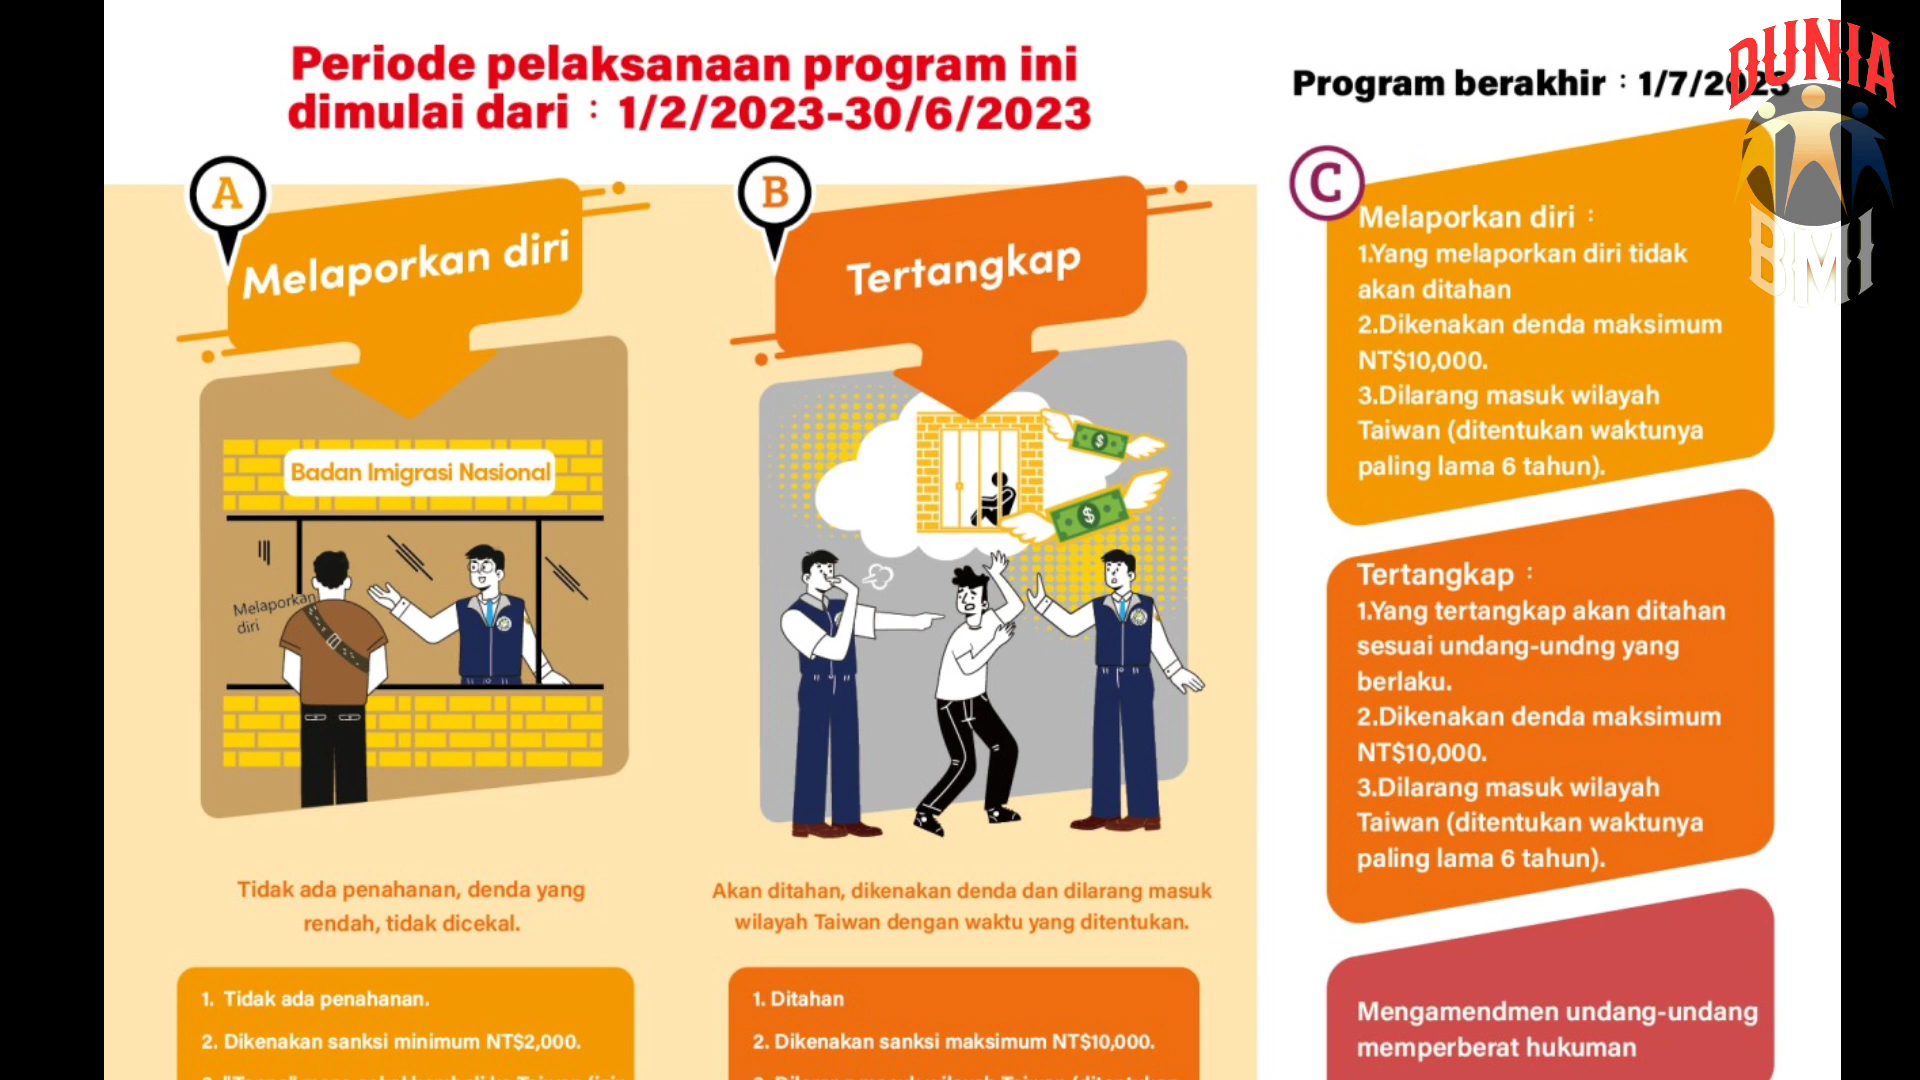 Periode pelaksanaan program ini
dimulai dari : 1/2/2023-30/6/2023
A
Melaporkan diri
Badan Imigrasi Nasional
Melaporkan
diri
Tidak ada penahanan, denda yang
rendah, tidak dicekal.
1. Tidak ada penahanan.
2. Dikenakan sanksi minimum NT$2,000.
B
Tertangkap
Akan ditahan, dikenakan denda dan dilarang masuk
wilayah Taiwan dengan waktu yang ditentukan.
1. Ditahan
2. Dikenakan sanksi maksimum NT$10,000.
Program berakhir : 1/7/2023
C
Melaporkan diri :
1.Yang melaporkan diri tidak
akan ditahan
2.Dikenakan denda maksimum
NT$10,000.
3.Dilarang masuk wilayah
Taiwan (ditentukan waktunya
paling lama 6 tahun).
Tertangkap :
1.Yang tertangkap akan ditahan
sesuai undang-undng yang
berlaku.
2.Dikenakan denda maksimum
NT$10,000.
3.Dilarang masuk wilayah
Taiwan (ditentukan waktunya
paling lama 6 tahun).
Mengamendmen undang-undang
memperberat hukuman
DUNIA
BMI